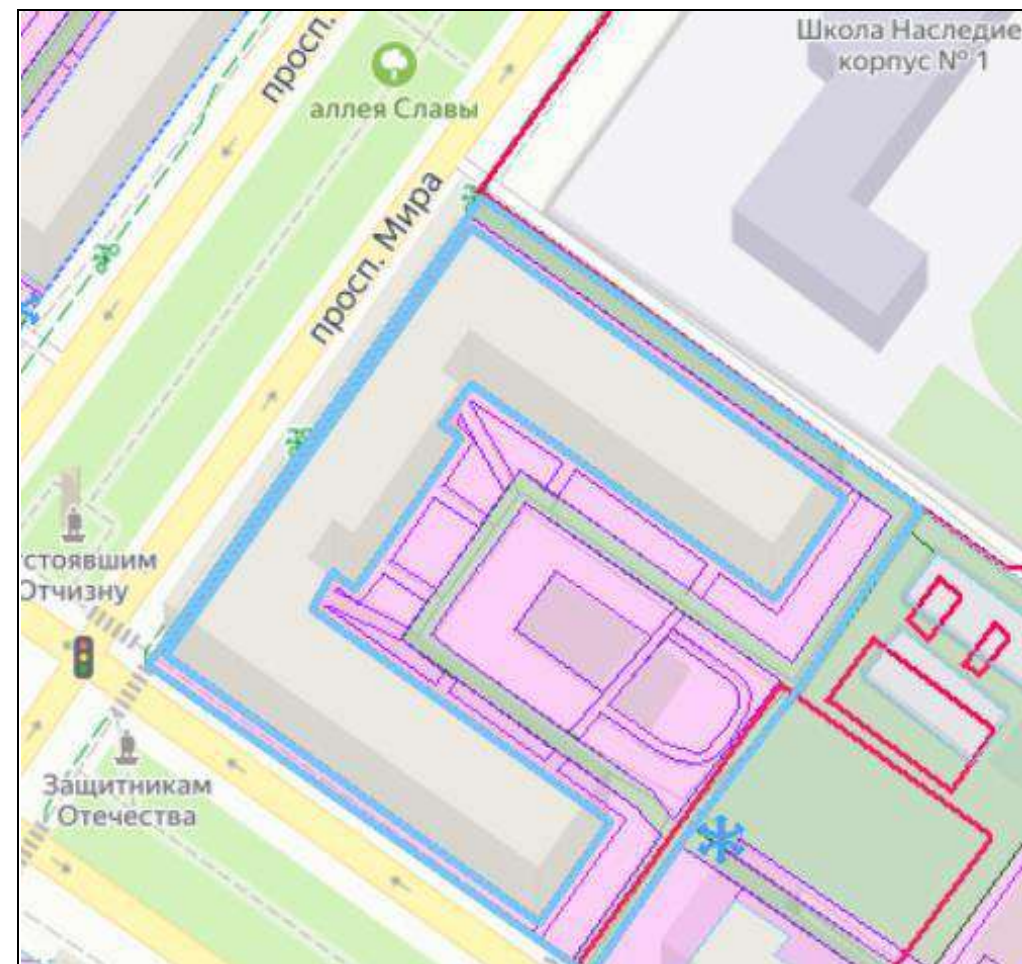 просп.
Школа Наследие
корпус № 1
аллея Славы
просп. Мира
стоявшим
Отчизну
Защитникам
Отечества